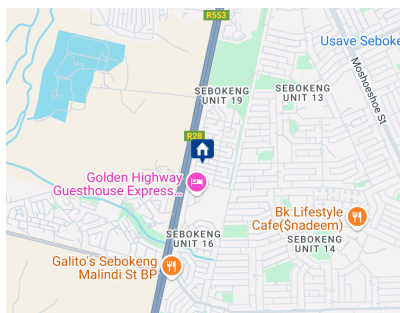 R553
Usave Seboke
SEBOKENG
UNIT 19
SEBOKENG
UNIT 13
Moshoeshoe St
R28
Golden Highway
Guesthouse Express...
Bk Lifestyle
Cafe($nadeem)
SEBOKENG
UNIT 16
SEBOKENG
UNIT 14
Galito's Sebokeng
Malindi St BP